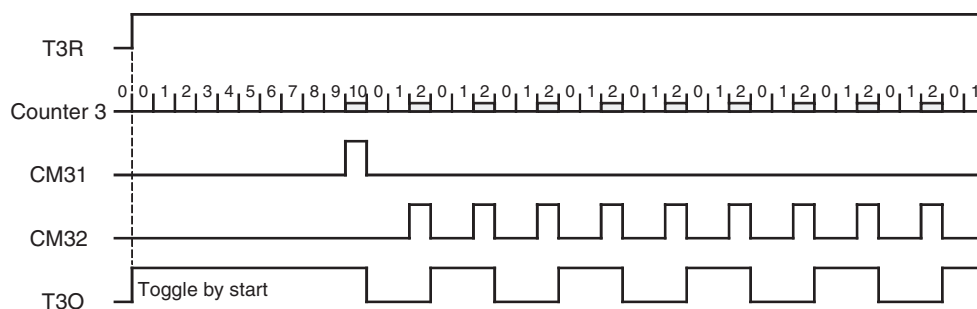 T3R
0 0 1 2 3 4 5 6 7 8 9 10 0 1 2 0 1 2 0 1 2 0 1 2 0 1 2 0 1 2 0 1 2 0 1 2 0 1 2 0 1
Counter 3
CM31
CM32
Toggle by start
T3O